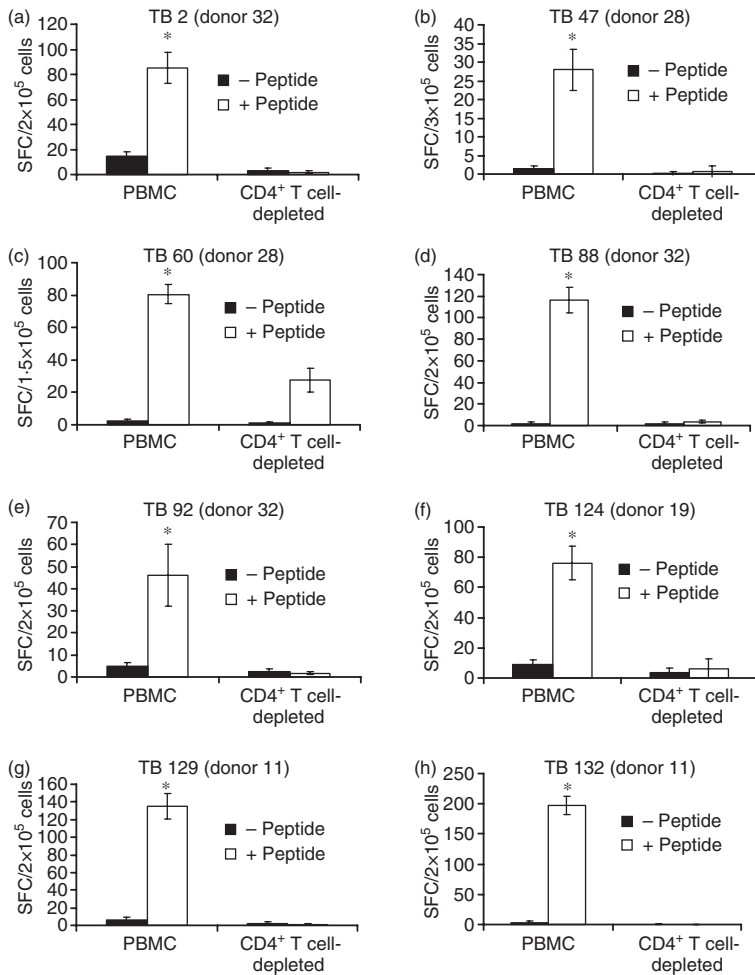 (a) TB 2 (donor 32)
SFC/2×10⁵ cells
120
100
80
60
40
20
0
*
– Peptide
+ Peptide
PBMC
CD4⁺ T cell-
depleted
(b) TB 47 (donor 28)
SFC/3×10⁵ cells
40
35
30
25
20
15
10
5
0
*
– Peptide
+ Peptide
PBMC
CD4⁺ T cell-
depleted
(c) TB 60 (donor 28)
SFC/1·5×10⁵ cells
100
80
60
40
20
0
*
– Peptide
+ Peptide
PBMC
CD4⁺ T cell-
depleted
(d) TB 88 (donor 32)
SFC/2×10⁵ cells
140
120
100
80
60
40
20
0
*
– Peptide
+ Peptide
PBMC
CD4⁺ T cell-
depleted
(e) TB 92 (donor 32)
SFC/2×10⁵ cells
70
60
50
40
30
20
10
0
*
– Peptide
+ Peptide
PBMC
CD4⁺ T cell-
depleted
(f) TB 124 (donor 19)
SFC/2×10⁵ cells
100
80
60
40
20
0
*
– Peptide
+ Peptide
PBMC
CD4⁺ T cell-
depleted
(g) TB 129 (donor 11)
SFC/2×10⁵ cells
160
140
120
100
80
60
40
20
0
*
– Peptide
+ Peptide
PBMC
CD4⁺ T cell-
depleted
(h) TB 132 (donor 11)
SFC/2×10⁵ cells
250
200
150
100
50
0
*
– Peptide
+ Peptide
PBMC
CD4⁺ T cell-
depleted